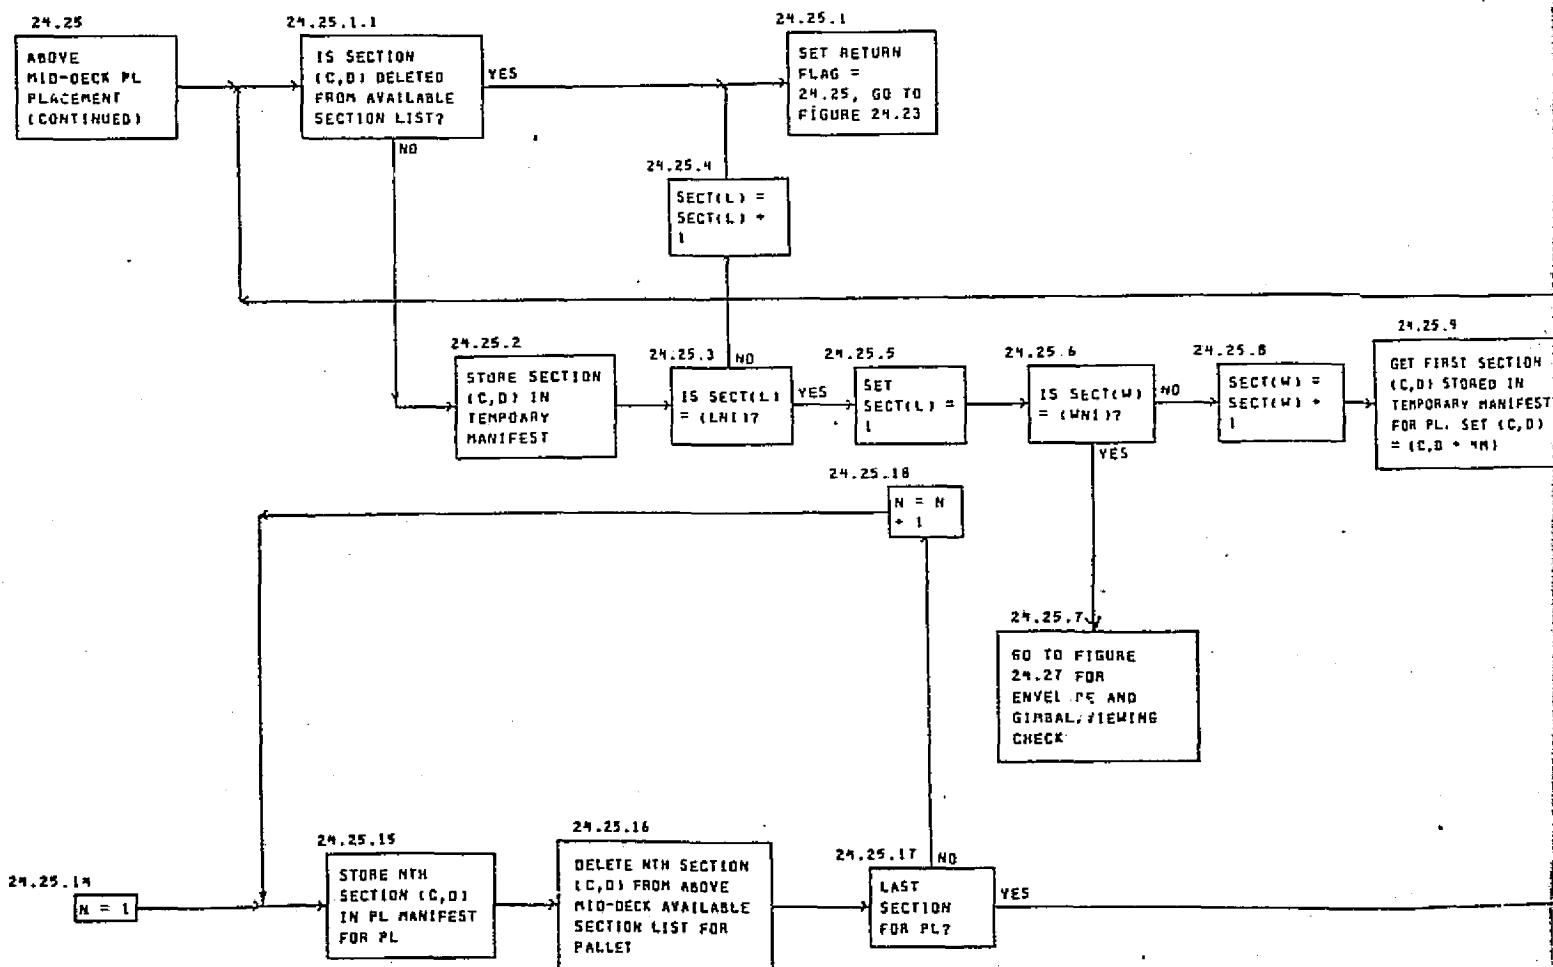 24.25
ABOVE
MID-DECK PL
PLACEMENT
(CONTINUED)
24.25.1.1
IS SECTION
(C,D) DELETED
FROM AVAILABLE
SECTION LIST?
YES
NO
24.25.1
SET RETURN
FLAG =
24.25, GO TO
FIGURE 24.23
24.25.4
SECT(L) =
SECT(L) +
1
24.25.2
STORE SECTION
(C,D) IN
TEMPOARY
MANIFEST
24.25.3
NO
IS SECT(L)
= (LNI)?
YES
24.25.5
SET
SECT(L) =
1
24.25.6
IS SECT(W)
= (WNI)?
NO
YES
24.25.8
SECT(W) =
SECT(W) +
1
24.25.9
GET FIRST SECTION
(C,D) STORED IN
TEMPORARY MANIFEST
FOR PL. SET (C,D)
= (C,D + 4M)
24.25.18
N = N
+ 1
24.25.7
GO TO FIGURE
24.27 FOR
AND
GIMBAL/VIEWING
CHECK
24.25.14
N = 1
24.25.15
STORE NTH
SECTION (C,D)
IN PL MANIFEST
FOR PL
24.25.16
DELETE NTH SECTION
(C,D) FROM ABOVE
MID-DECK AVAILABLE
SECTION LIST FOR
PALLET
24.25.17
NO
LAST
SECTION
FOR PL?
YES